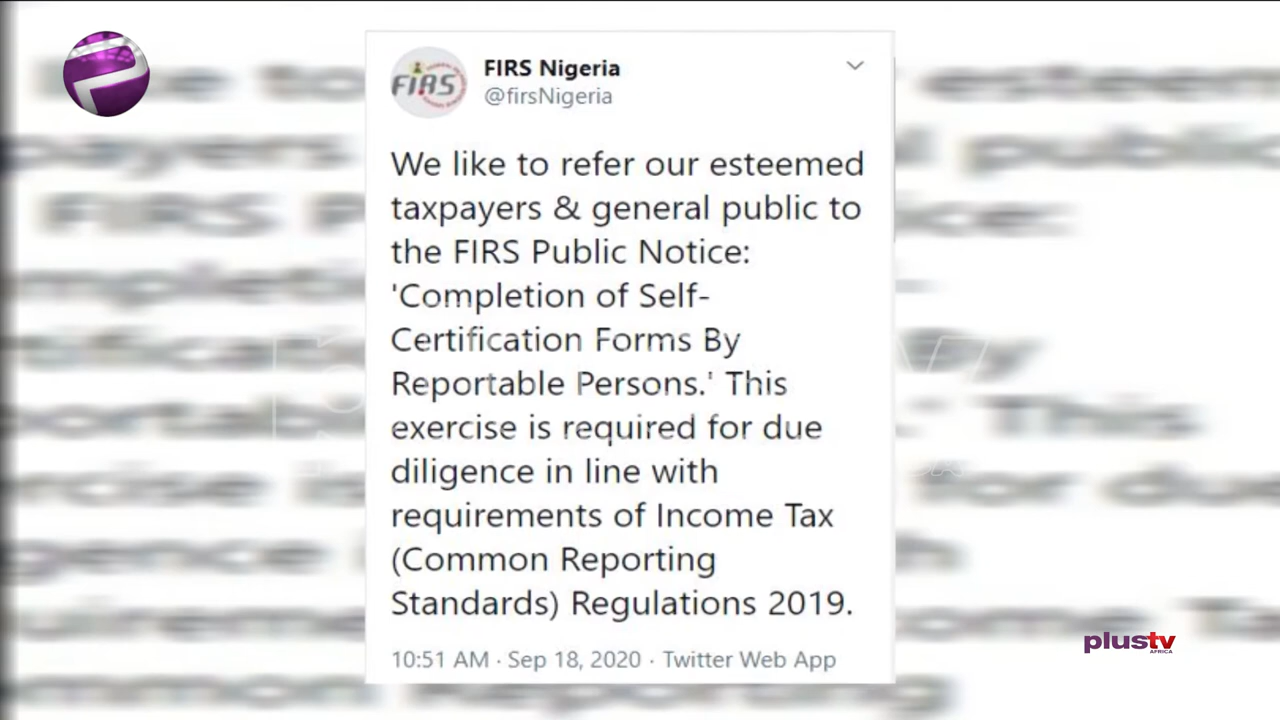 FIRS Nigeria
@firsNigeria
We like to refer our esteemed
taxpayers & general public to
the FIRS Public Notice:
'Completion of Self-
Certification Forms By
Reportable Persons.' This
exercise is required for due
diligence in line with
requirements of Income Tax
(Common Reporting
Standards) Regulations 2019.
10:51 AM · Sep 18, 2020 · Twitter Web App
plustv
AFRICA